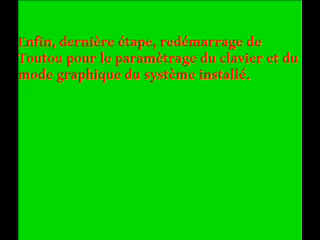 Enfin, dernière étape, redémarrage de
Toutou pour le paramètrage du clavier et du
mode graphique du système installé.